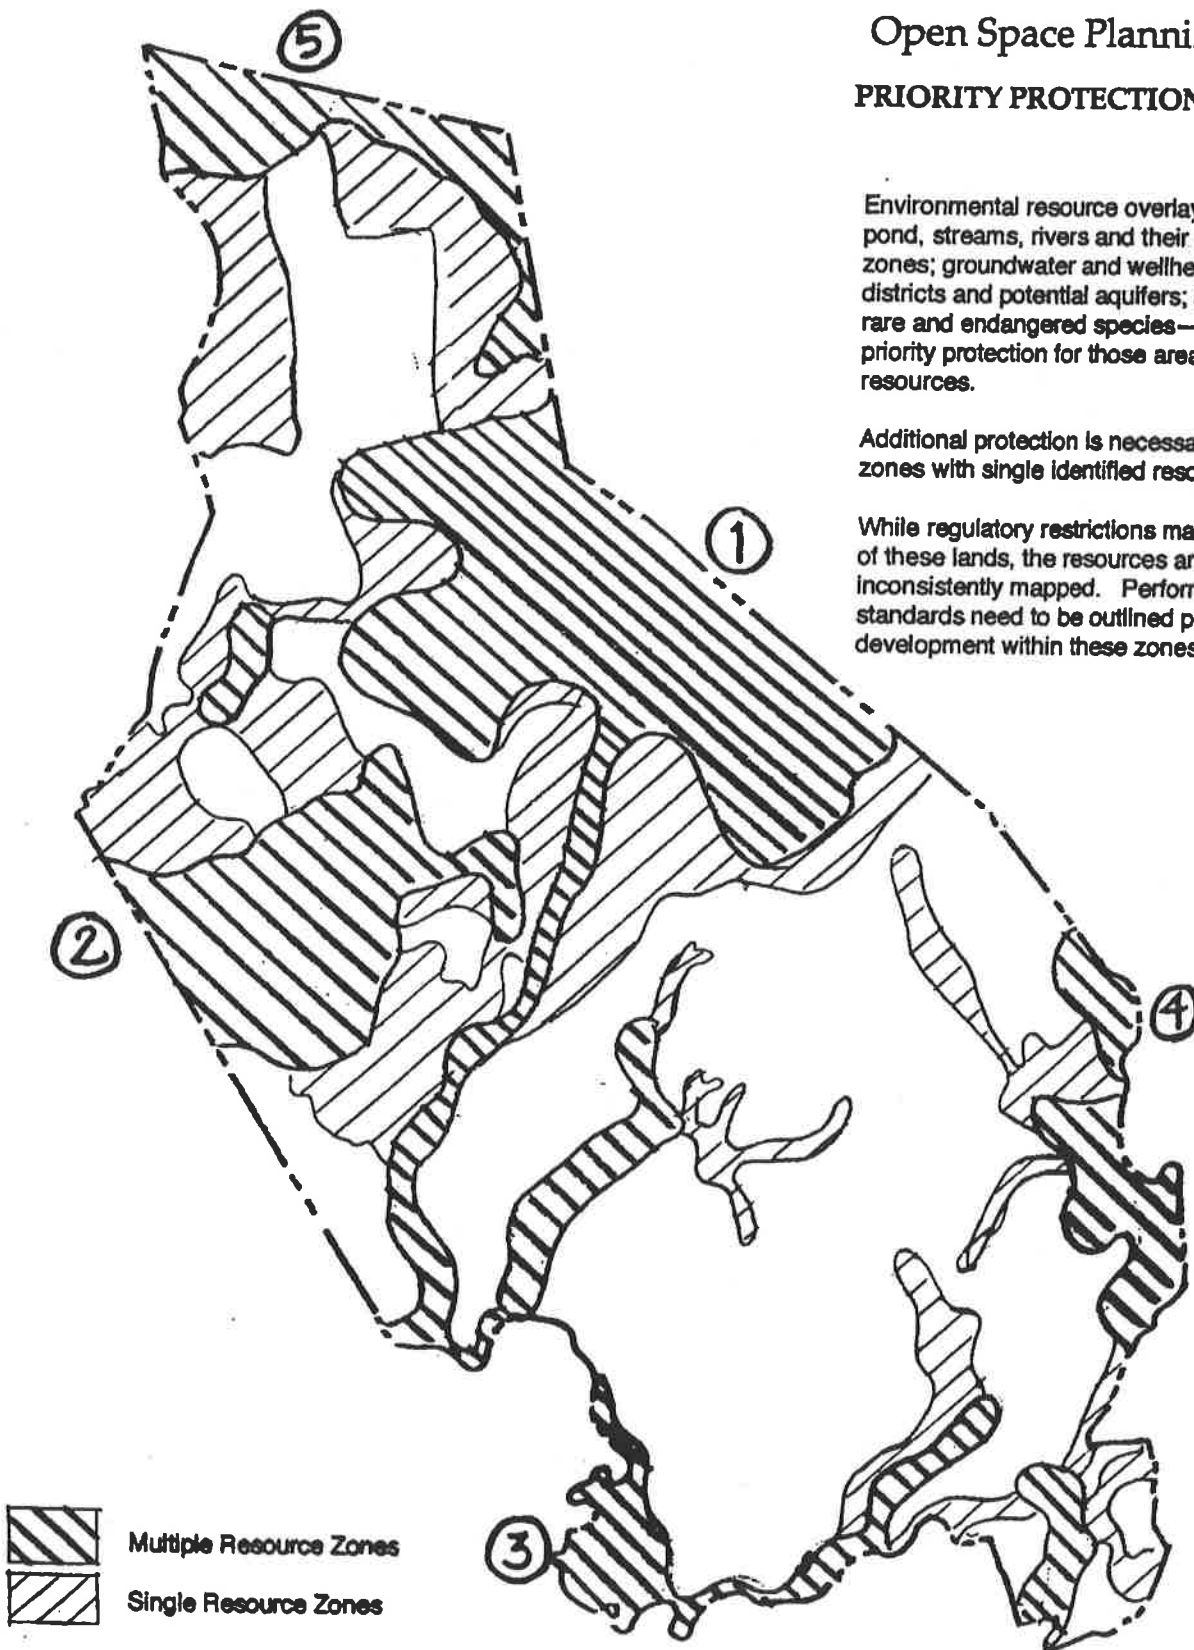 Open Space Planni
PRIORITY PROTECTION
Environmental resource overlay
pond, streams, rivers and their
zones; groundwater and wellhe
districts and potential aquifers;
rare and endangered species—
priority protection for those area
resources.
Additional protection is necessa
zones with single identified reso
While regulatory restrictions ma
of these lands, the resources ar
inconsistently mapped. Perform
standards need to be outlined p
development within these zones
5
1
2
4
3
Multiple Resource Zones
Single Resource Zones